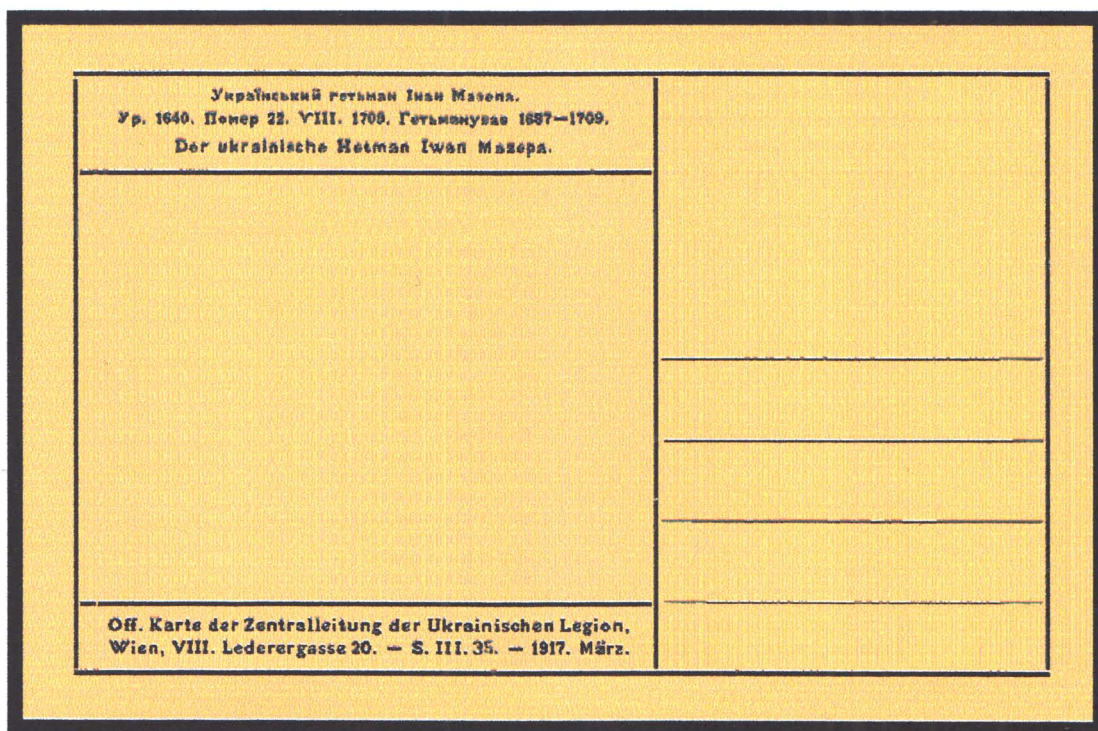 Український гетьман Іван Мазепа.
Ур. 1640. Помер 22. VIII. 1709. Гетьманував 1687—1709.
Der ukrainische Hetman Iwan Mazepa.
Off. Karte der Zentralleitung der Ukrainischen Legion,
Wien, VIII. Lederergasse 20. — S. III. 35. — 1917. März.